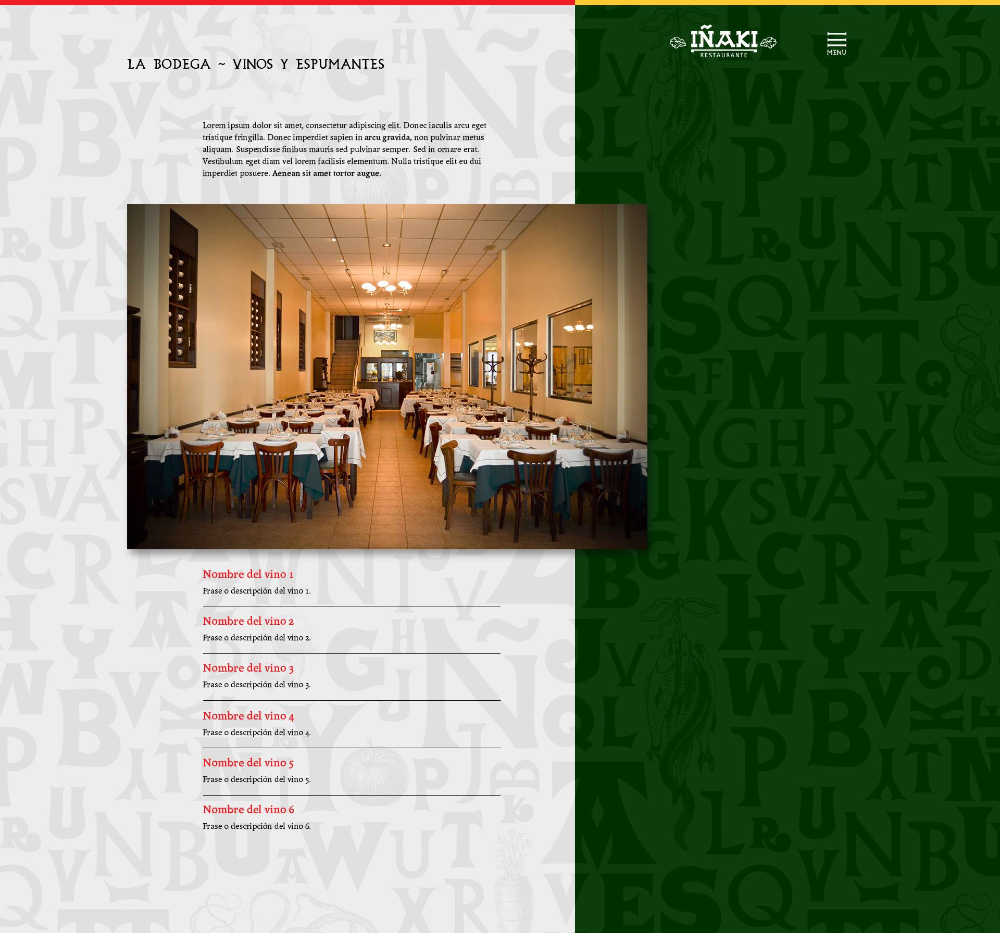 IÑAKI
RESTAURANTE
MENU
LA BODEGA ~ VINOS Y ESPUMANTES
Lorem ipsum dolor sit amet, consectetur adipiscing elit. Donec iaculis arcu eget
tristique fringilla. Donec imperdiet sapien in arcu gravida, non pulvinar metus
aliquam. Suspendisse finibus mauris sed pulvinar semper. Sed in ornare erat.
Vestibulum eget diam vel lorem facilisis elementum. Nulla tristique elit eu dui
imperdiet posuere. Aenean sit amet tortor augue.
Nombre del vino 1
Frase o descripción del vino 1.
Nombre del vino 2
Frase o descripción del vino 2.
Nombre del vino 3
Frase o descripción del vino 3.
Nombre del vino 4
Frase o descripción del vino 4.
Nombre del vino 5
Frase o descripción del vino 5.
Nombre del vino 6
Frase o descripción del vino 6.